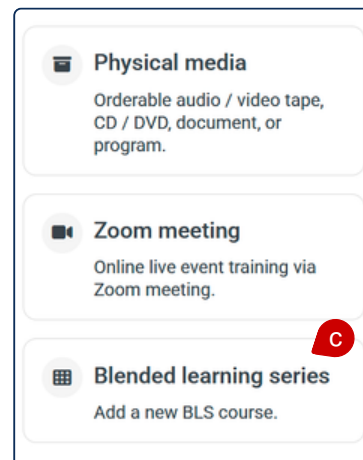 Physical media
Orderable audio / video tape,
CD / DVD, document, or
program.
Zoom meeting
Online live event training via
Zoom meeting.
C
Blended learning series
Add a new BLS course.